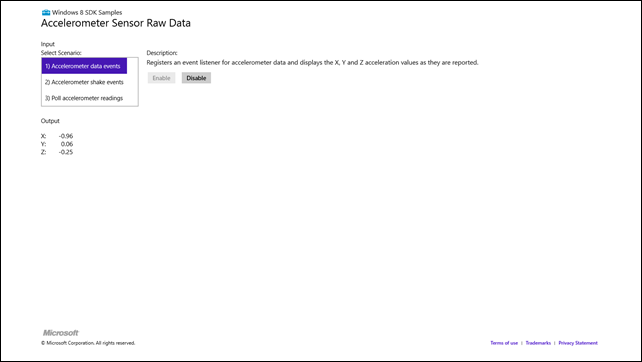 Windows 8 SDK Samples
Accelerometer Sensor Raw Data
Input
Select Scenario:
1) Accelerometer data events
2) Accelerometer shake events
3) Poll accelerometer readings
Description:
Registers an event listener for accelerometer data and displays the X, Y and Z acceleration values as they are reported.
Enable Disable
Output
X: -0.96
Y: 0.06
Z: -0.25
Microsoft
© Microsoft Corporation. All rights reserved.
Terms of use | Trademarks | Privacy Statement